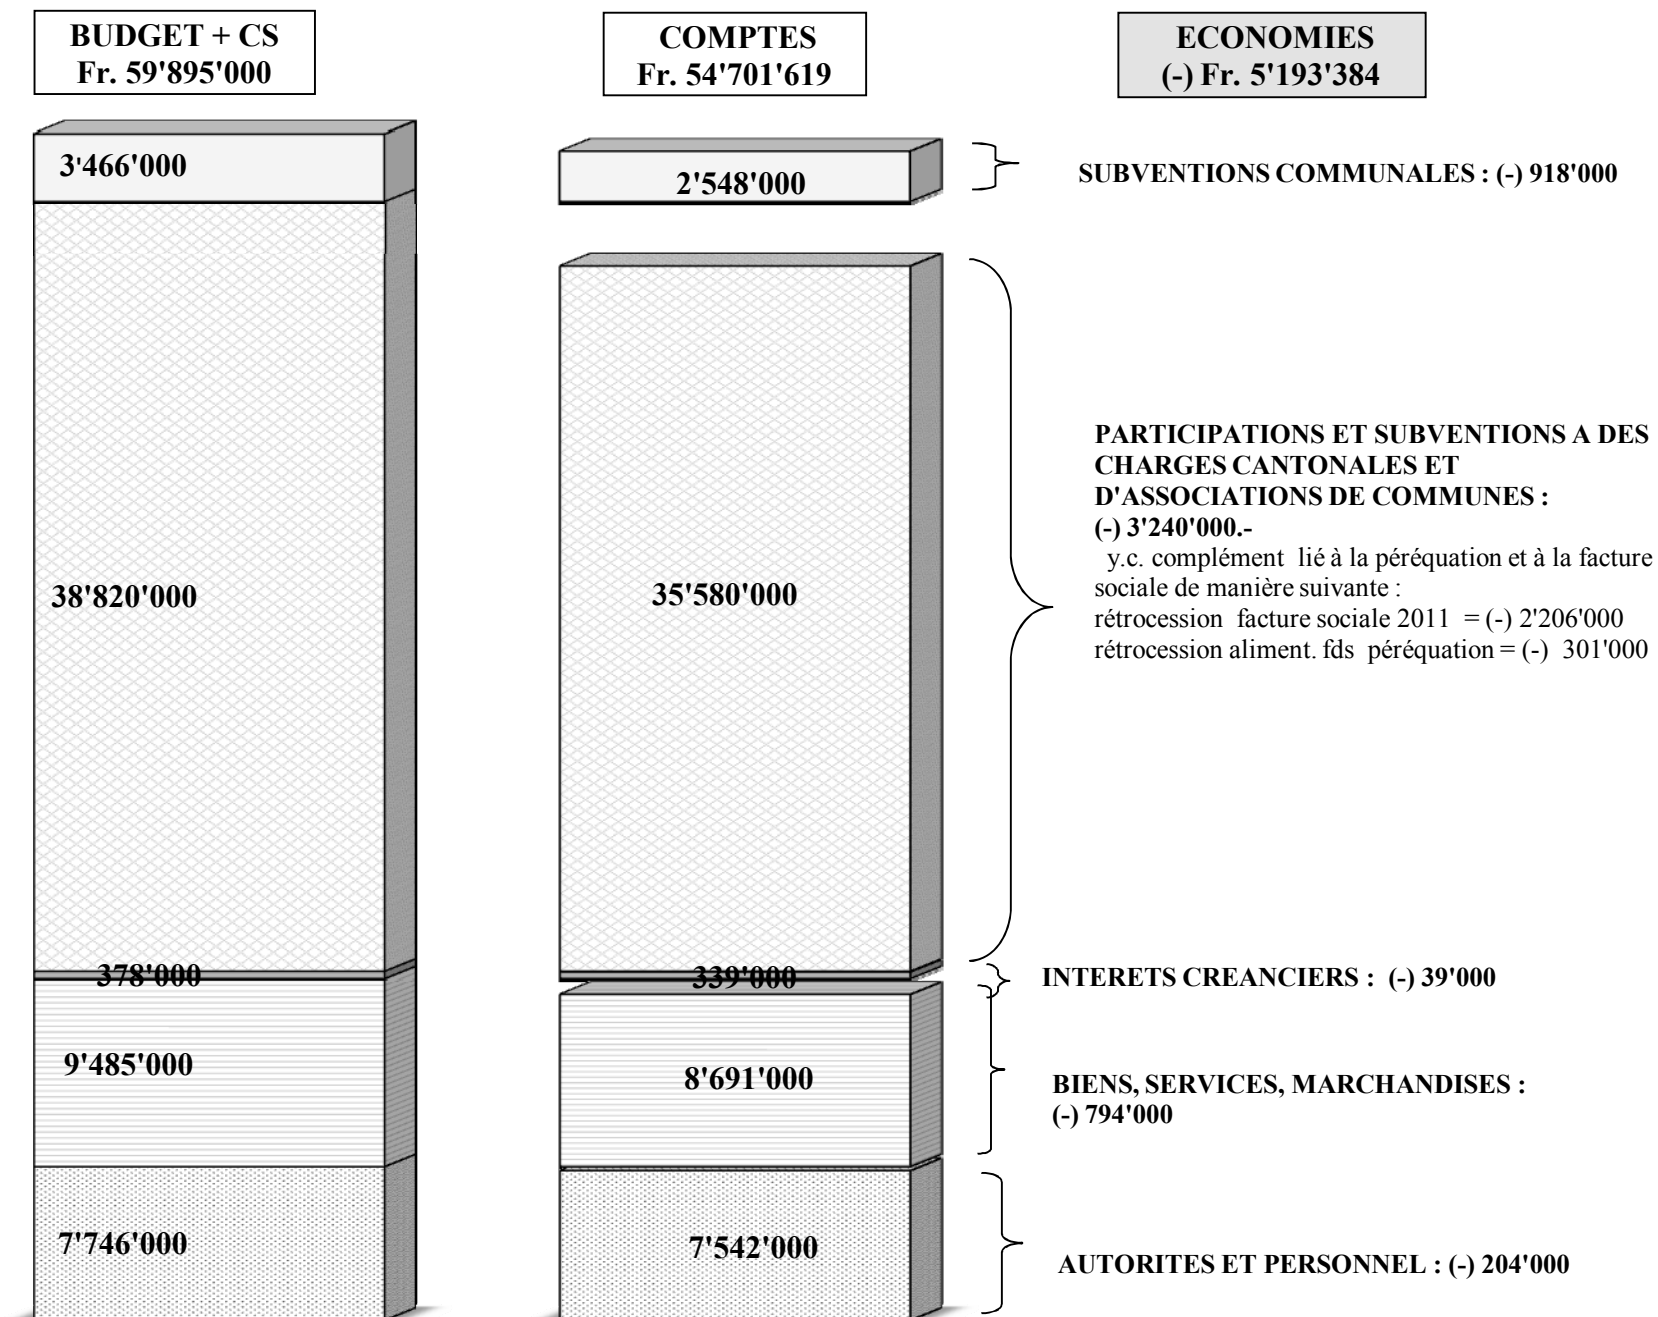 BUDGET + CS
Fr. 59'895'000
COMPTES
Fr. 54'701'619
ECONOMIES
(-) Fr. 5'193'384
3'466'000
2'548'000
SUBVENTIONS COMMUNALES : (-) 918'000
38'820'000
35'580'000
PARTICIPATIONS ET SUBVENTIONS A DES
CHARGES CANTONALES ET
D'ASSOCIATIONS DE COMMUNES :
(-) 3'240'000.-
y.c. complément lié à la péréquation et à la facture
sociale de manière suivante :
rétrocession facture sociale 2011 = (-) 2'206'000
rétrocession aliment. fds péréquation = (-) 301'000
378'000
339'000
INTERETS CREANCIERS : (-) 39'000
9'485'000
8'691'000
BIENS, SERVICES, MARCHANDISES :
(-) 794'000
7'746'000
7'542'000
AUTORITES ET PERSONNEL : (-) 204'000